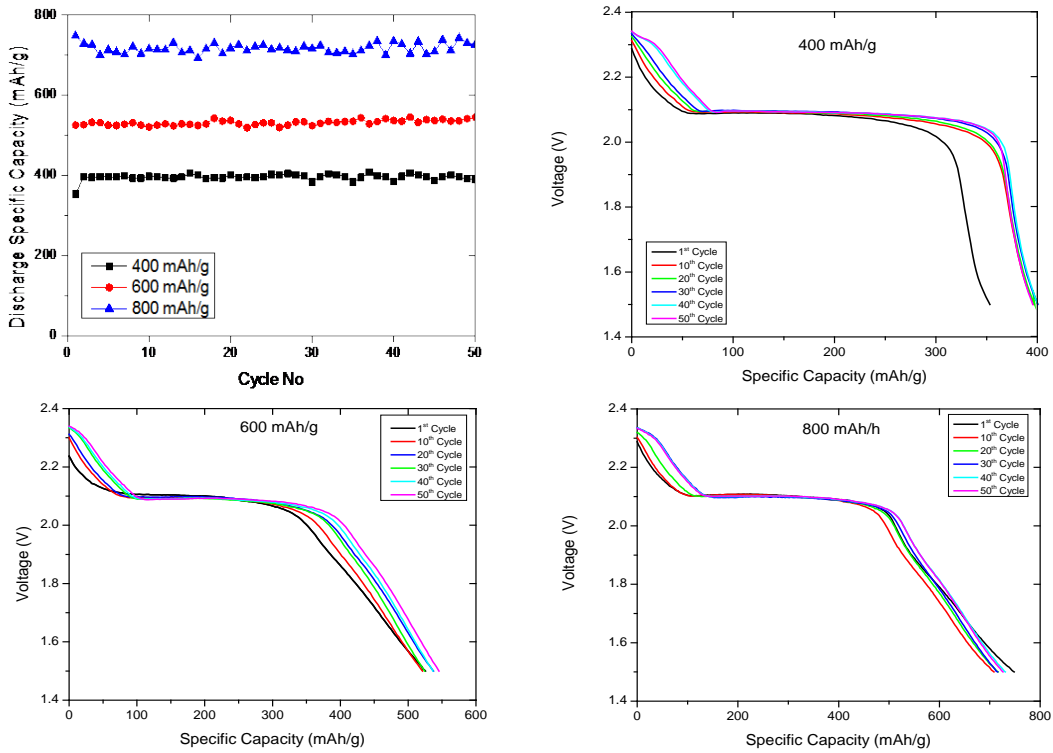 800
600
400
200
0
0
10
20
30
40
50
Discharge Specific Capacity (mAh/g)
Cycle No
400 mAh/g
600 mAh/g
800 mAh/g
400 mAh/g
2.4
2.2
2.0
1.8
1.6
1.4
0
100
200
300
400
Voltage (V)
Specific Capacity (mAh/g)
1st Cycle
10th Cycle
20th Cycle
30th Cycle
40th Cycle
50th Cycle
600 mAh/g
2.4
2.2
2.0
1.8
1.6
1.4
0
100
200
300
400
500
600
Voltage (V)
Specific Capacity (mAh/g)
1st Cycle
10th Cycle
20th Cycle
30th Cycle
40th Cycle
50th Cycle
800 mAh/h
2.4
2.2
2.0
1.8
1.6
1.4
0
200
400
600
800
Voltage (V)
Specific Capacity (mAh/g)
1st Cycle
10th Cycle
20th Cycle
30th Cycle
40th Cycle
50th Cycle